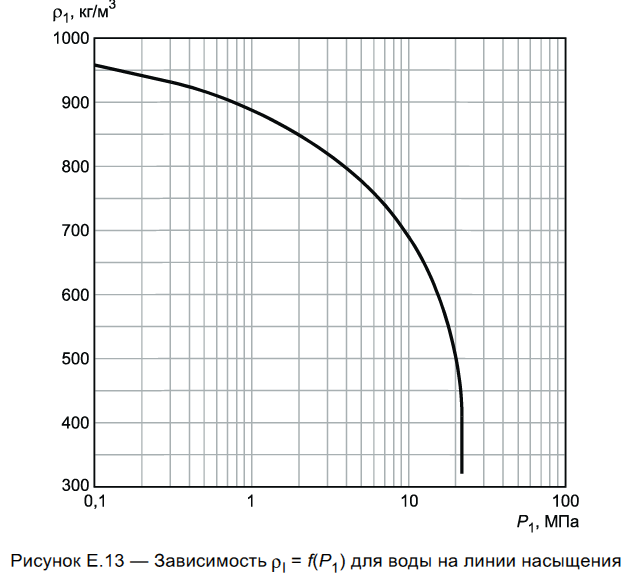 ρ₁, кг/м³
1000
900
800
700
600
500
400
300
0,1 1 10 100
P₁, МПа
Рисунок Е.13 — Зависимость ρₗ = f(P₁) для воды на линии насыщения